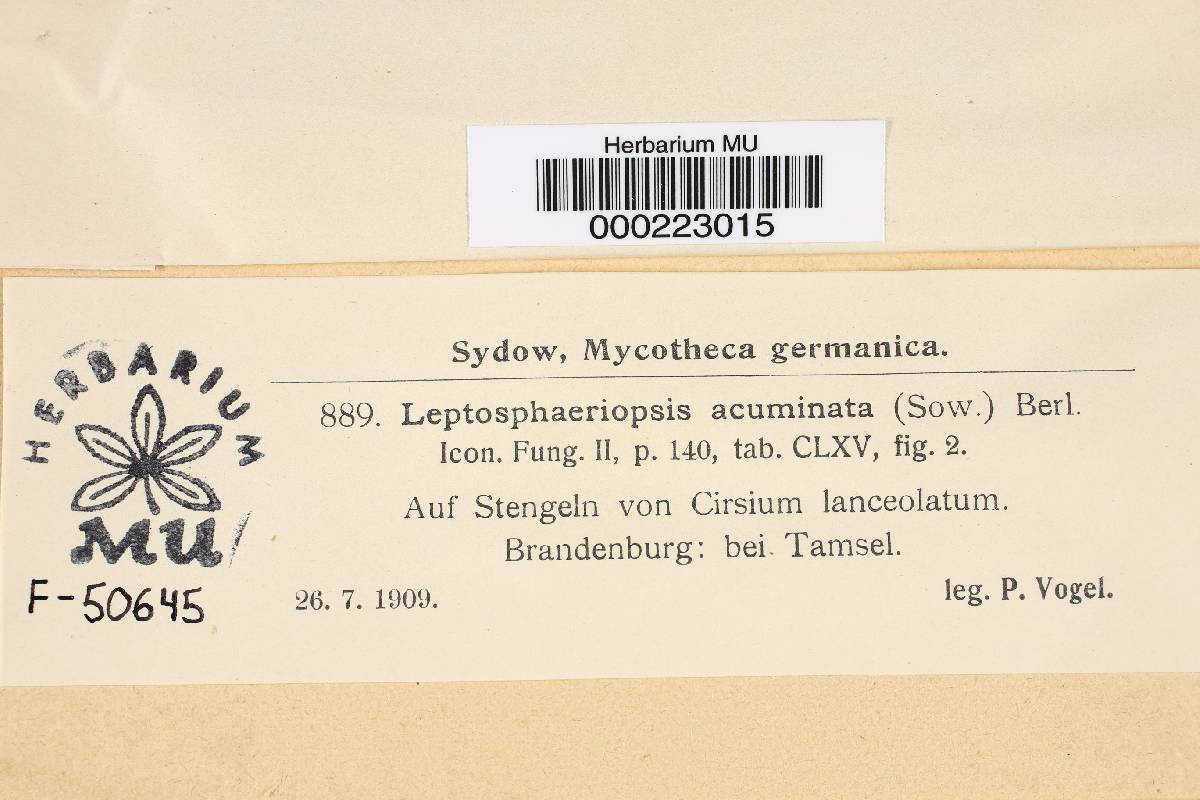 Herbarium MU
000223015
Sydow, Mycotheca germanica.
889. Leptosphaeriopsis acuminata (Sow.) Berl.
Icon. Fung. II, p. 140, tab. CLXV, fig. 2.
Auf Stengeln von Cirsium lanceolatum.
Brandenburg: bei Tamsel.
26. 7. 1909. leg. P. Vogel.
HERBARIUM
MU
F-50645